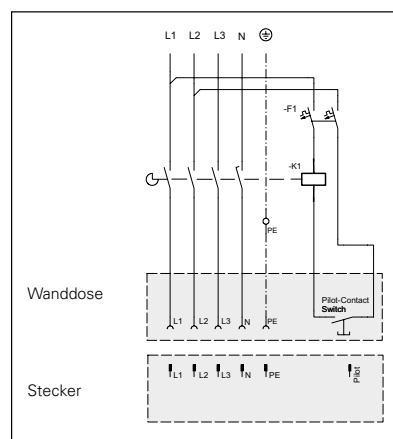 L1 L2 L3 N
-F1
-K1
PE
Wanddose
Pilot-Contact
Switch
L1 L2 L3 N PE
L1 L2 L3 N PE Pilot
Stecker